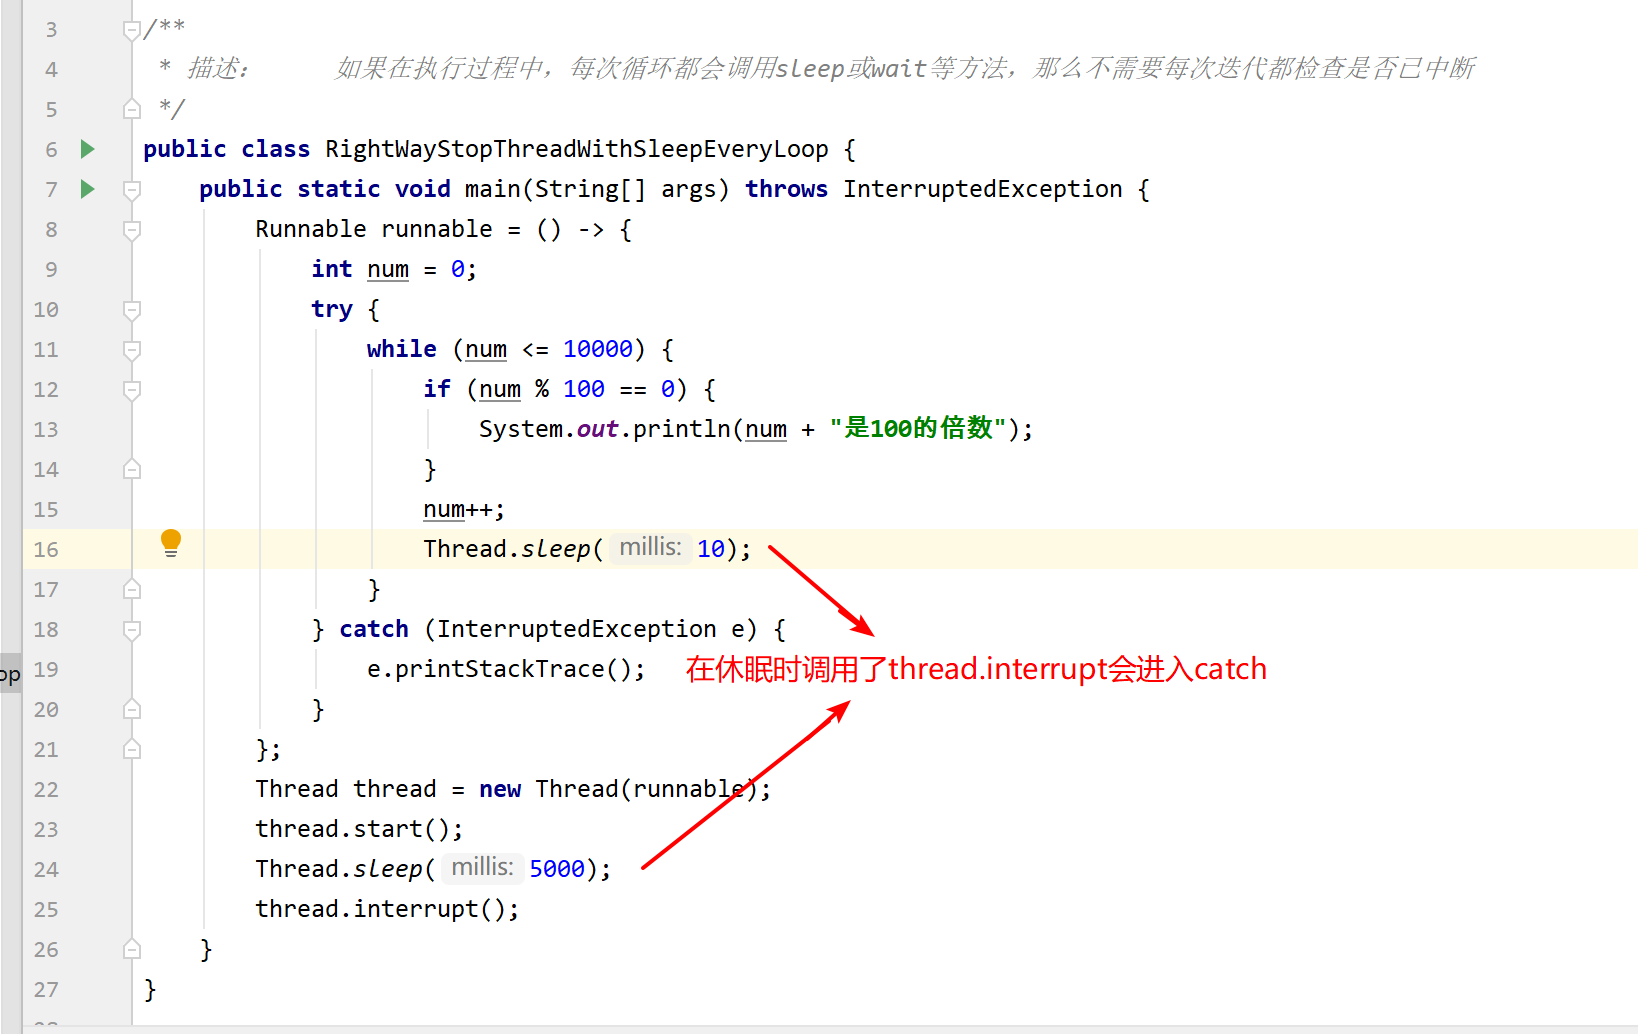 3 /**
4 * 描述： 如果在执行过程中，每次循环都会调用sleep或wait等方法，那么不需要每次迭代都检查是否已中断
5 */
6 public class RightWayStopThreadWithSleepEveryLoop {
7 public static void main(String[] args) throws InterruptedException {
8 Runnable runnable = () -> {
9 int num = 0;
10 try {
11 while (num <= 10000) {
12 if (num % 100 == 0) {
13 System.out.println(num + "是100的倍数");
14 }
15 num++;
16 Thread.sleep( millis: 10);
17 }
18 } catch (InterruptedException e) {
op 19 e.printStackTrace(); 在休眠时调用了thread.interrupt会进入catch
20 }
21 };
22 Thread thread = new Thread(runnable);
23 thread.start();
24 Thread.sleep( millis: 5000);
25 thread.interrupt();
26 }
27 }